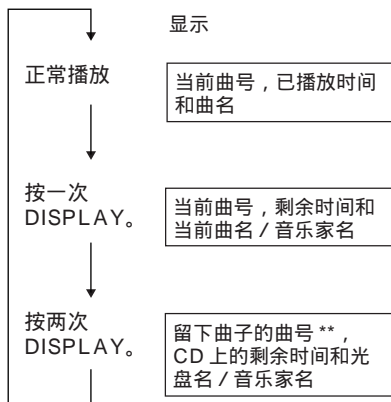 显示
正常播放
当前曲号，已播放时间
和曲名
按一次
DISPLAY。
当前曲号，剩余时间和
当前曲名 / 音乐家名
按两次
DISPLAY。
留下曲子的曲号 **，
CD 上的剩余时间和光
盘名 / 音乐家名